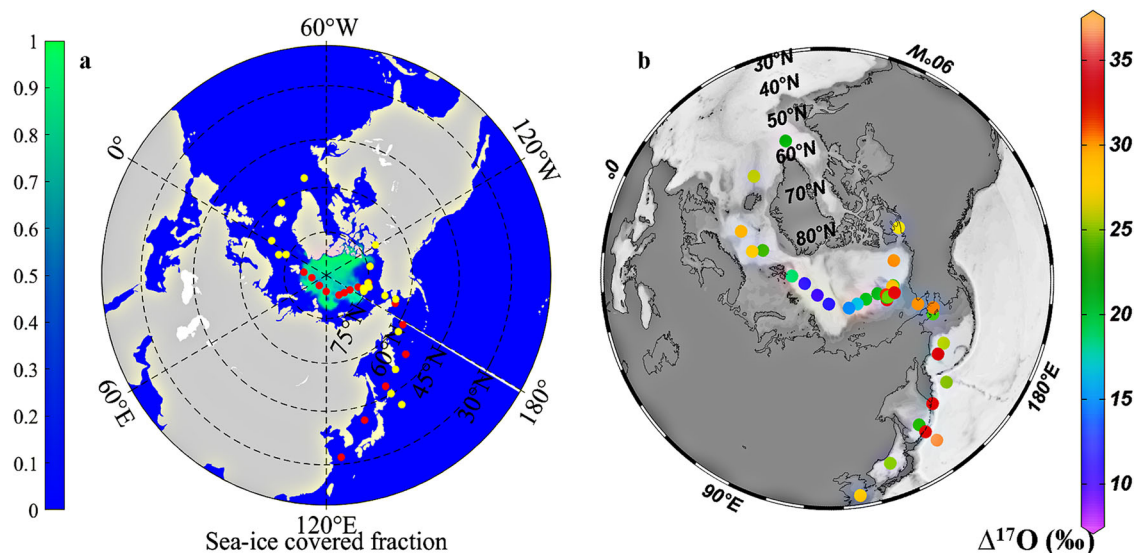 a
60°W
120°W
0°
180°
60°E
120°E
75°N
60°N
45°N
30°N
1
0.9
0.8
0.7
0.6
0.5
0.4
0.3
0.2
0.1
0
Sea-ice covered fraction
b
30°N
40°N
50°N
60°N
70°N
80°N
90°W
0°
180°E
90°E
35
30
25
20
15
10
Δ¹⁷O (‰)